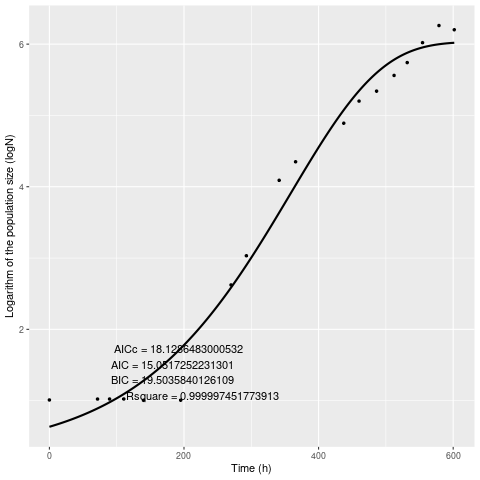 6
4
2
AICc = 18.1286483000532
AIC = 15.0517252231301
BIC = 19.5035840126109
Rsquare = 0.999997451773913
0
200
400
600
Time (h)
Logarithm of the population size (logN)